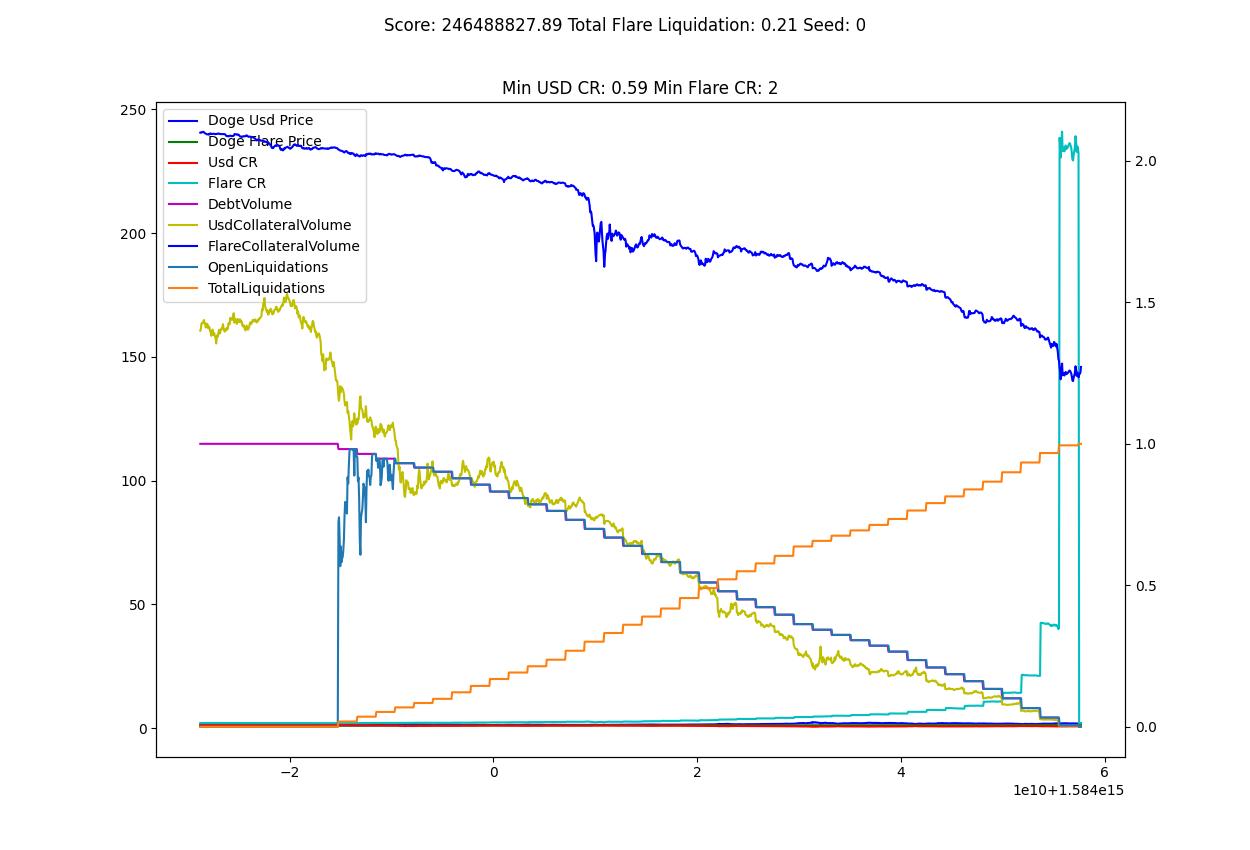 Score: 246488827.89 Total Flare Liquidation: 0.21 Seed: 0
Min USD CR: 0.59 Min Flare CR: 2
Doge Usd Price
Doge Flare Price
Usd CR
Flare CR
DebtVolume
UsdCollateralVolume
FlareCollateralVolume
OpenLiquidations
TotalLiquidations
250
200
150
100
50
0
2.0
1.5
1.0
0.5
0.0
−2
0
2
4
6
1e10+1.584e15